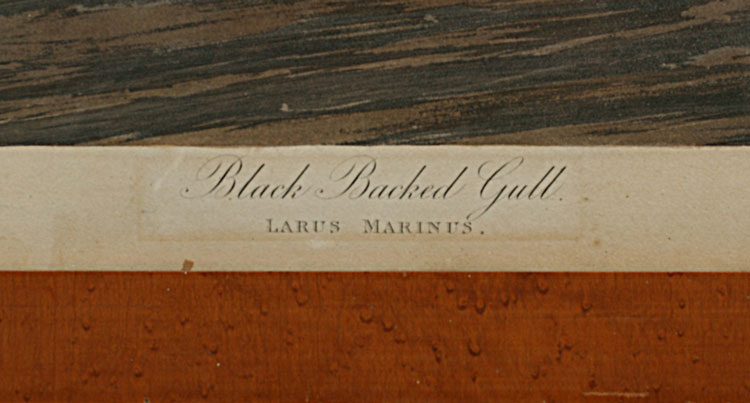 Black Backed Gull.
LARUS MARINUS.